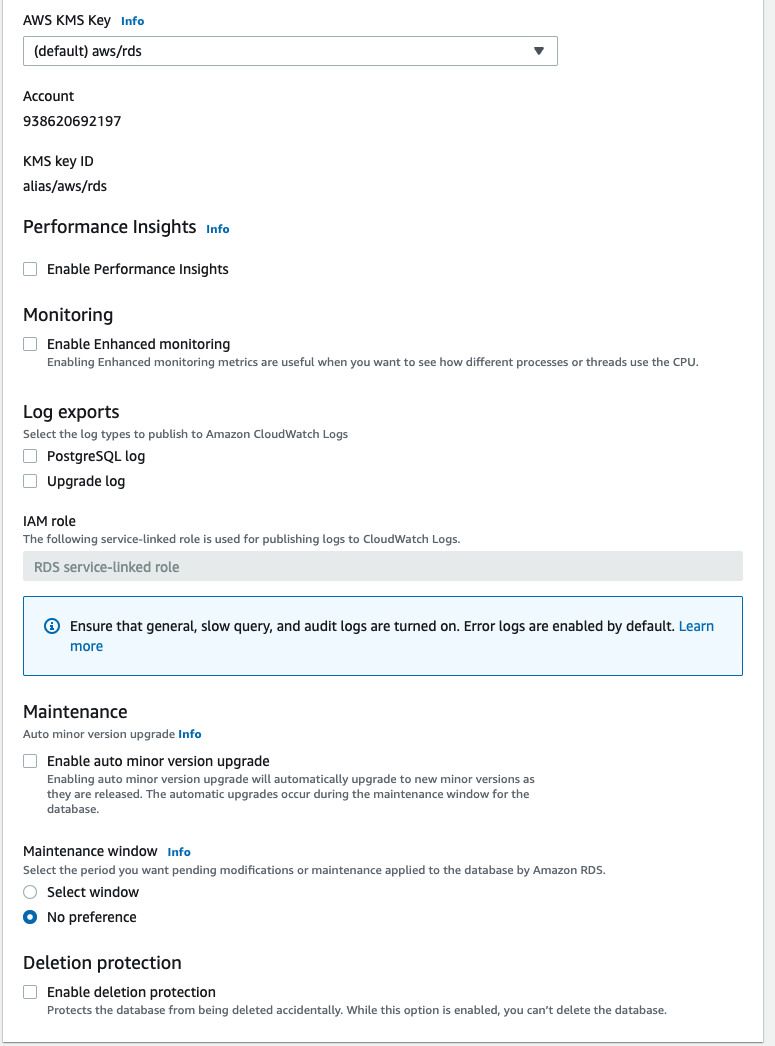 AWS KMS Key Info
(default) aws/rds
Account
938620692197
KMS key ID
alias/aws/rds
Performance Insights Info
Enable Performance Insights
Monitoring
Enable Enhanced monitoring
Enabling Enhanced monitoring metrics are useful when you want to see how different processes or threads use the CPU.
Log exports
Select the log types to publish to Amazon CloudWatch Logs
PostgreSQL log
Upgrade log
IAM role
The following service-linked role is used for publishing logs to CloudWatch Logs.
RDS service-linked role
Ensure that general, slow query, and audit logs are turned on. Error logs are enabled by default. Learn
more
Maintenance
Auto minor version upgrade Info
Enable auto minor version upgrade
Enabling auto minor version upgrade will automatically upgrade to new minor versions as
they are released. The automatic upgrades occur during the maintenance window for the
database.
Maintenance window Info
Select the period you want pending modifications or maintenance applied to the database by Amazon RDS.
Select window
No preference
Deletion protection
Enable deletion protection
Protects the database from being deleted accidentally. While this option is enabled, you can't delete the database.